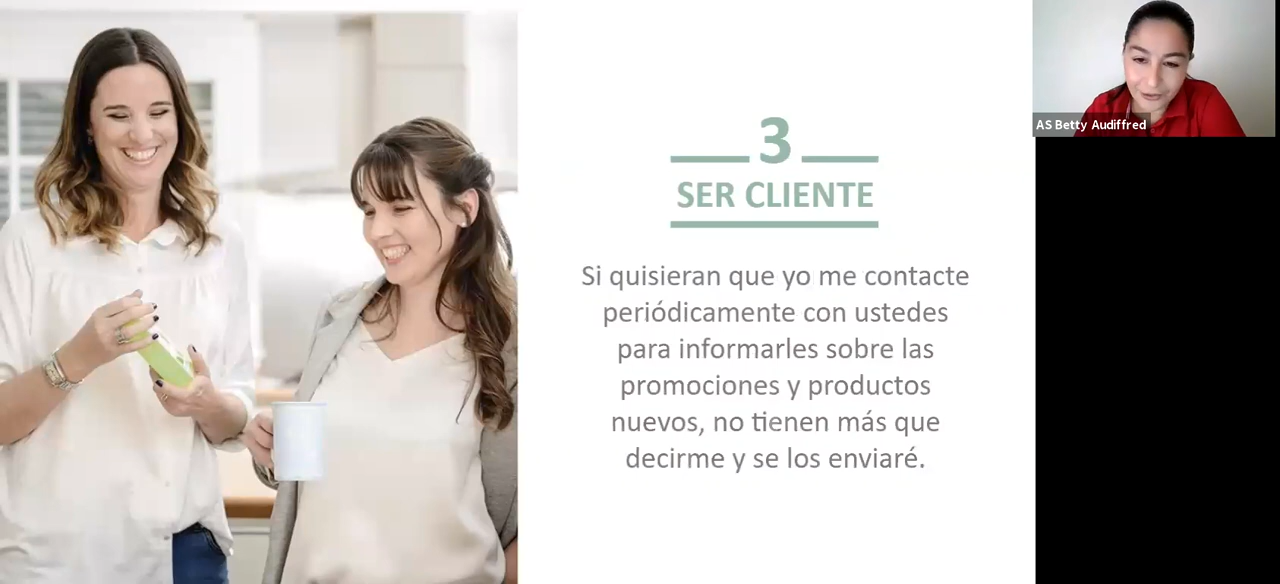 3
SER CLIENTE
Si quisieran que yo me contacte
periódicamente con ustedes
para informarles sobre las
promociones y productos
nuevos, no tienen más que
decirme y se los enviaré.
AS Betty Audiffred